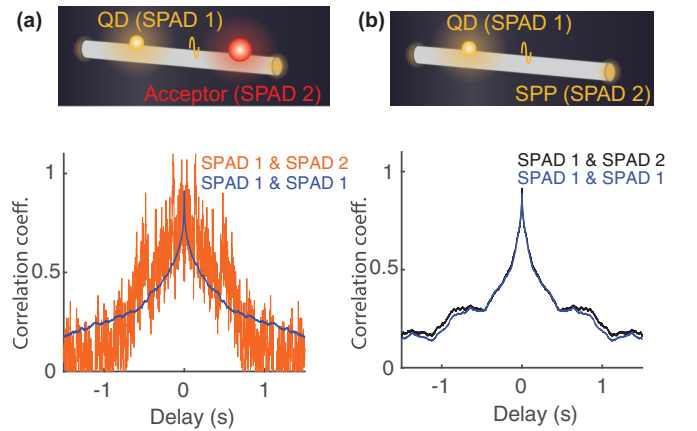 (a)
QD (SPAD 1)
Acceptor (SPAD 2)
SPAD 1 & SPAD 2
SPAD 1 & SPAD 1
1
0.5
0
Correlation coeff.
-1
0
1
Delay (s)
(b)
QD (SPAD 1)
SPP (SPAD 2)
SPAD 1 & SPAD 2
SPAD 1 & SPAD 1
1
0.5
0
Correlation coeff.
-1
0
1
Delay (s)